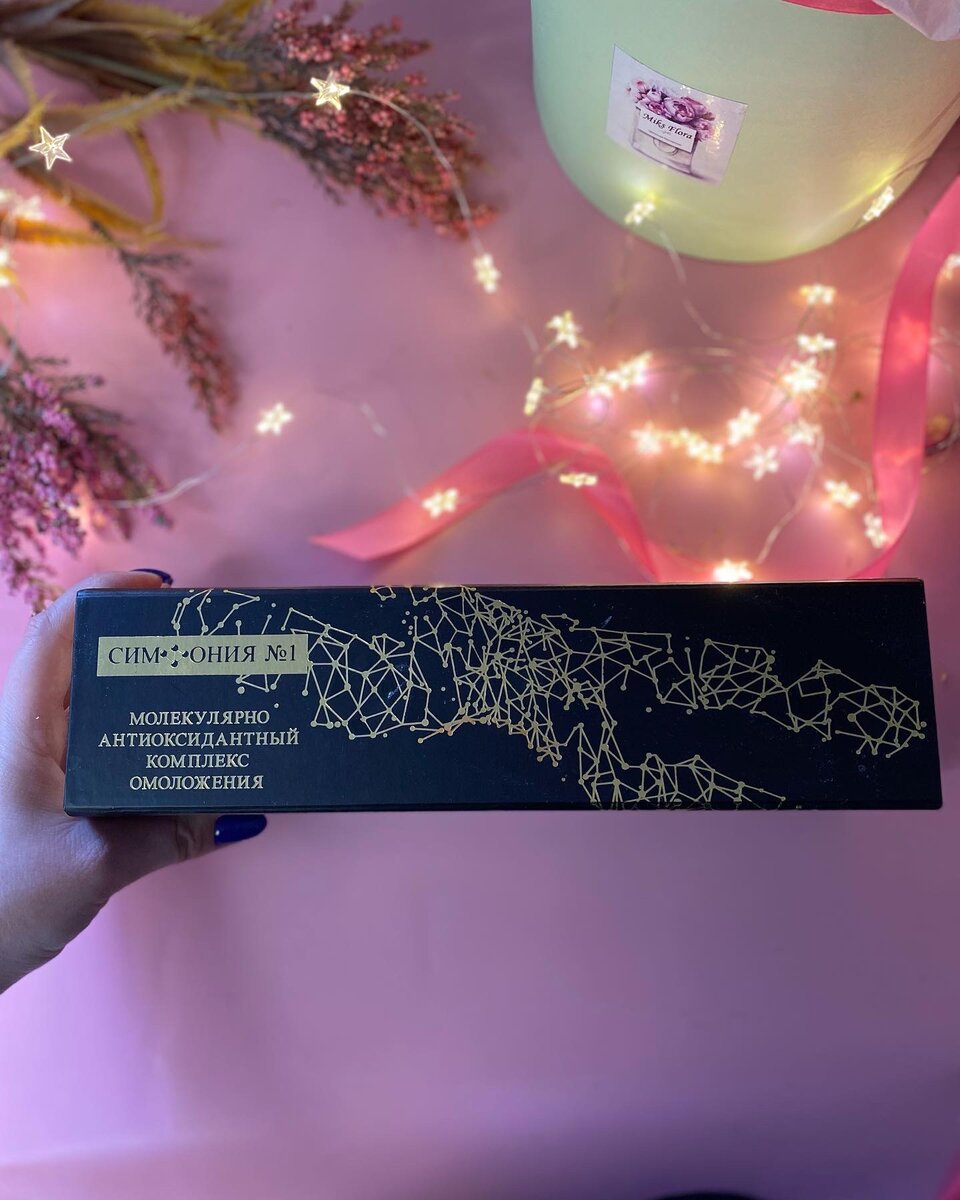 Miks Flora
СИМФОНИЯ №1
МОЛЕКУЛЯРНО
АНТИОКСИДАНТНЫЙ
КОМПЛЕКС
ОМОЛОЖЕНИЯ